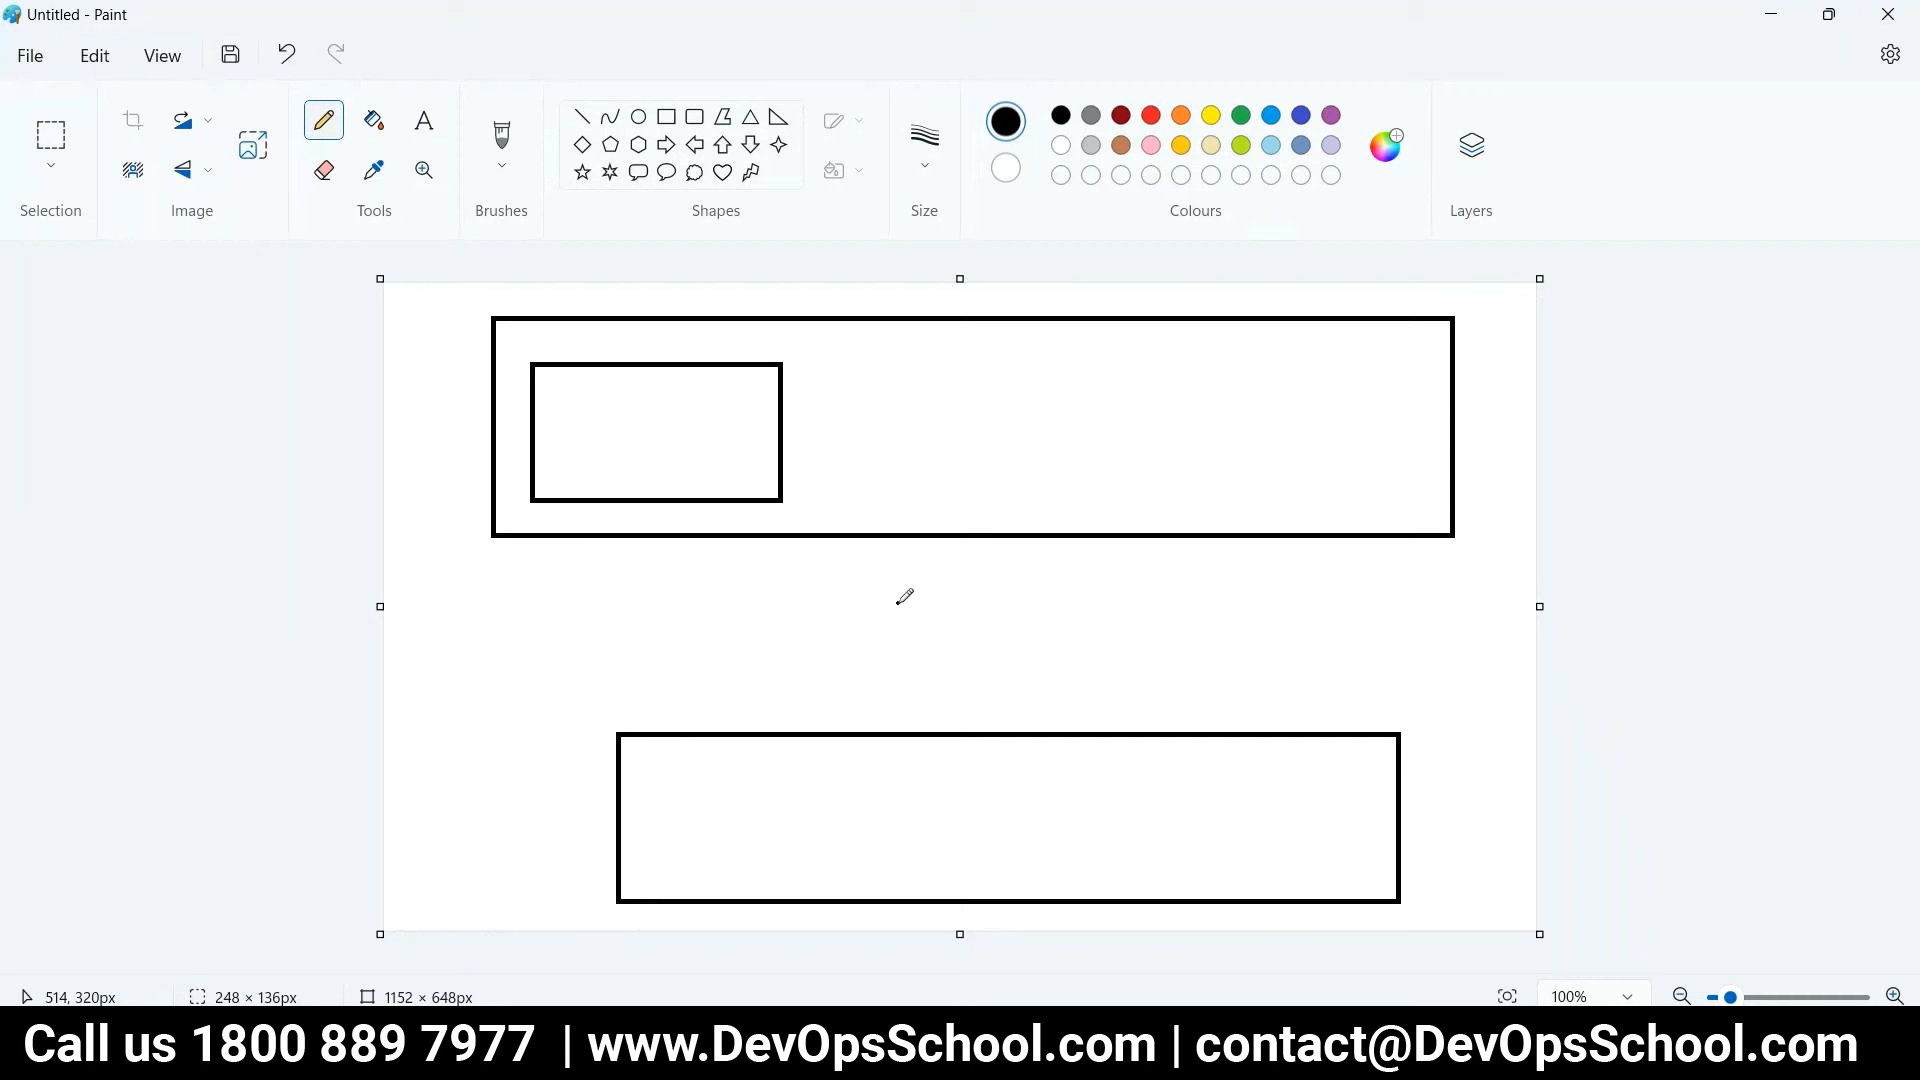 Untitled - Paint
File Edit View
Selection Image Tools Brushes Shapes Size Colours Layers
514, 320px 248 × 136px 1152 × 648px 100%
Call us 1800 889 7977 | www.DevOpsSchool.com | contact@DevOpsSchool.com